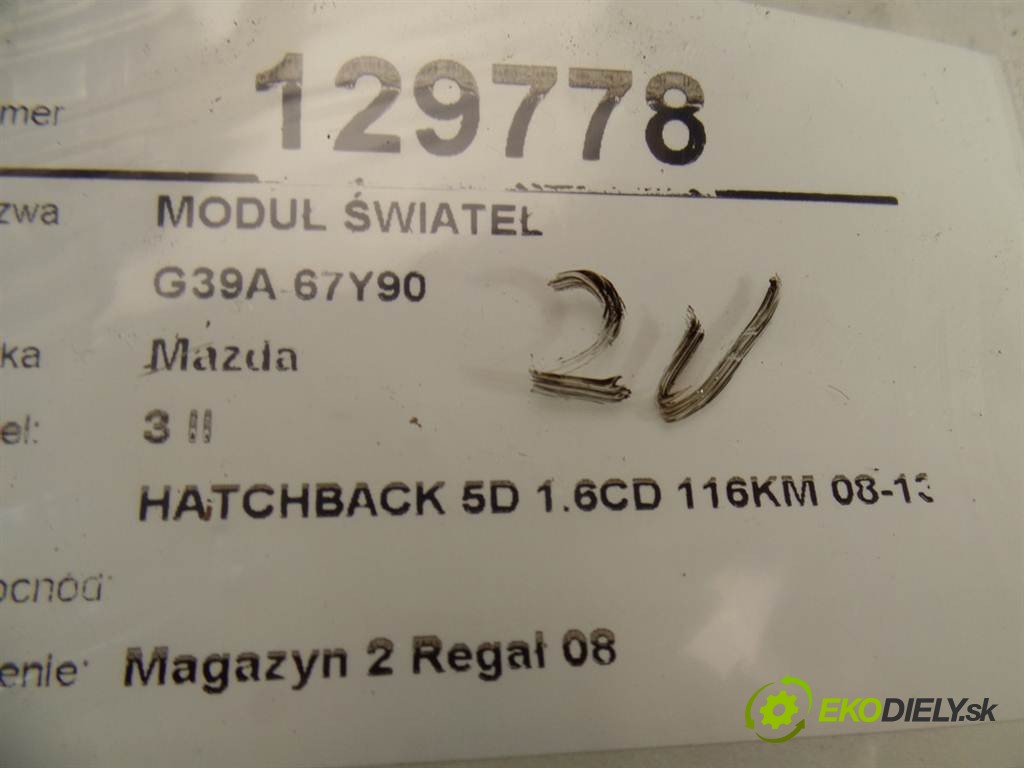 mer 129778
zwa MODUŁ ŚWIATEŁ
G39A-67Y90
ka Mazda
el: 3 II
HATCHBACK 5D 1.6CD 116KM 08-13
ochód:
enie: Magazyn 2 Regał 08
EKODIELY.sk